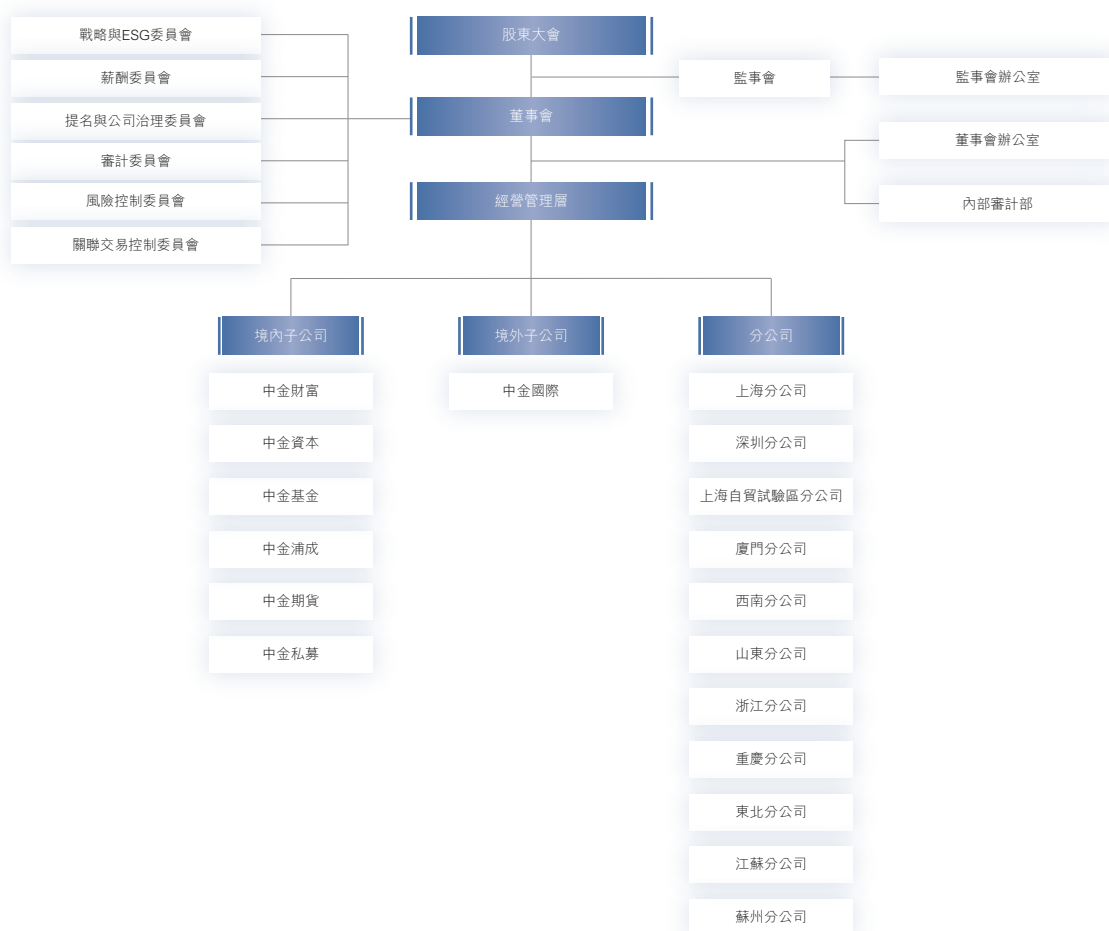 戰略與ESG委員會
薪酬委員會
提名與公司治理委員會
審計委員會
風險控制委員會
關聯交易控制委員會
股東大會
監事會
監事會辦公室
董事會
董事會辦公室
內部審計部
經營管理層
境內子公司
中金財富
中金資本
中金基金
中金浦成
中金期貨
中金私募
境外子公司
中金國際
分公司
上海分公司
深圳分公司
上海自貿試驗區分公司
廈門分公司
西南分公司
山東分公司
浙江分公司
重慶分公司
東北分公司
江蘇分公司
蘇州分公司